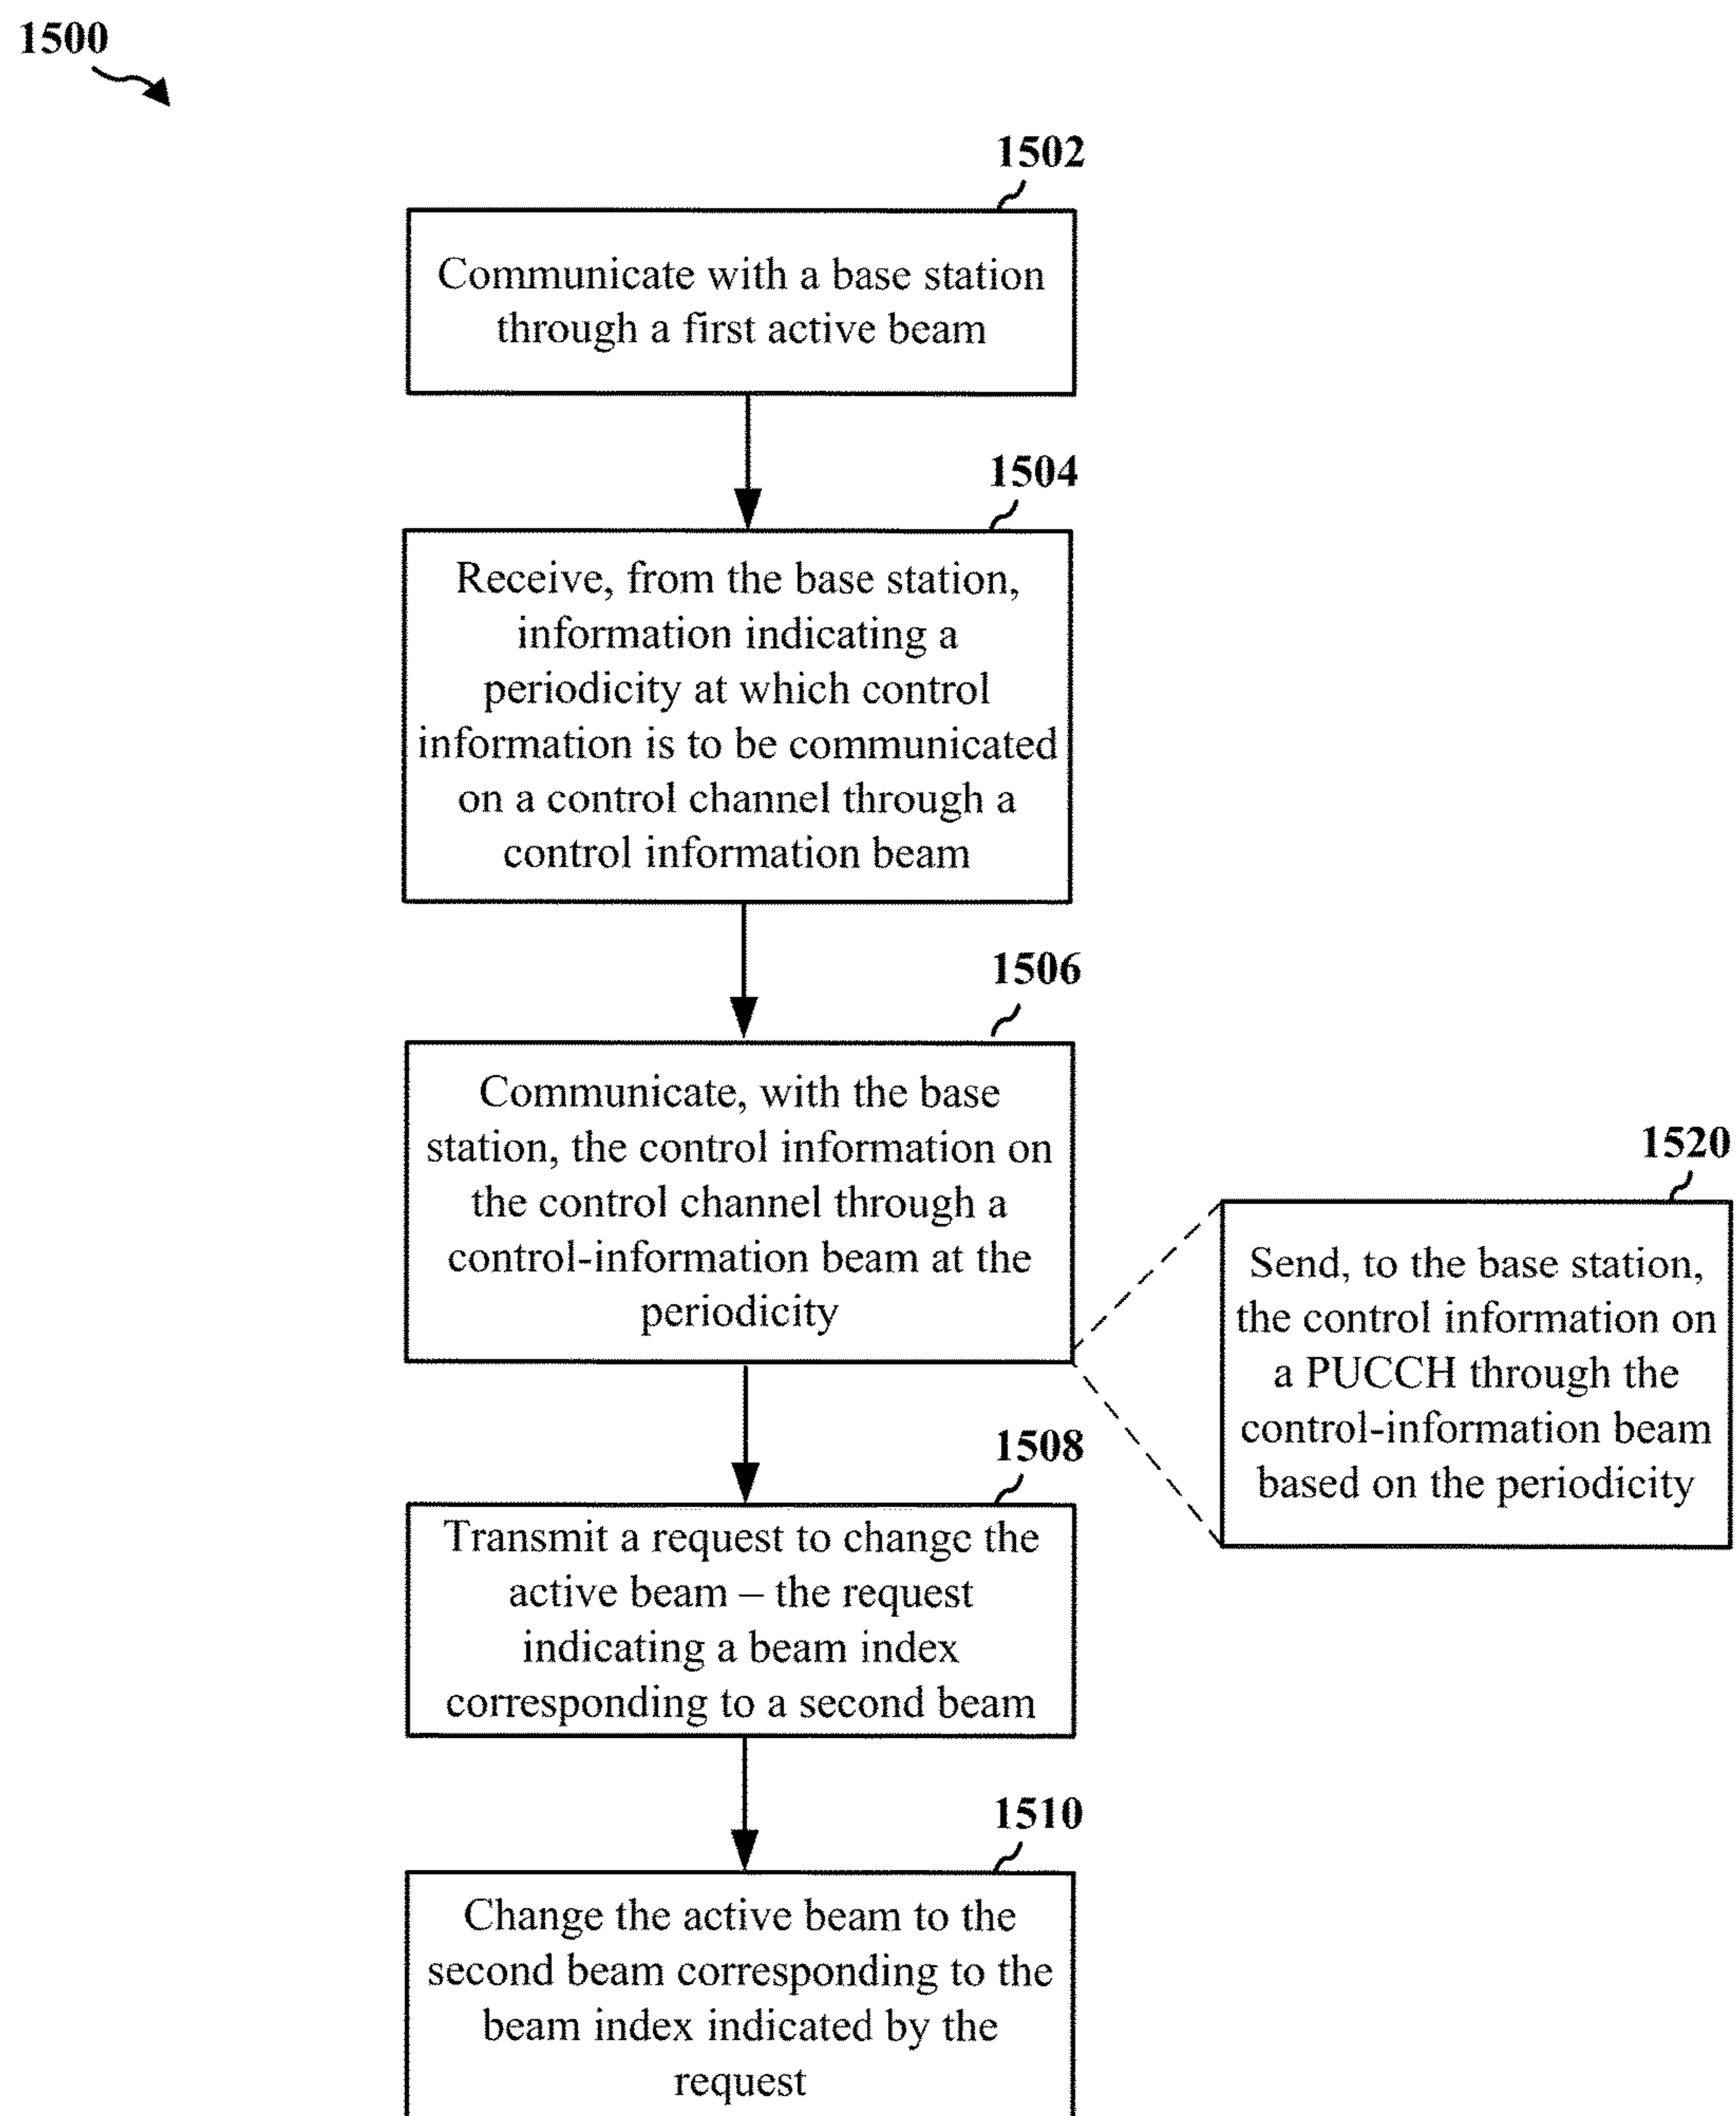 1500
1502
Communicate with a base station
through a first active beam
1504
Receive, from the base station,
information indicating a
periodicity at which control
information is to be communicated
on a control channel through a
control information beam
1506
Communicate, with the base
station, the control information on
the control channel through a
control-information beam at the
periodicity
1520
Send, to the base station,
the control information on
a PUCCH through the
control-information beam
based on the periodicity
1508
Transmit a request to change the
active beam – the request
indicating a beam index
corresponding to a second beam
1510
Change the active beam to the
second beam corresponding to the
beam index indicated by the
request